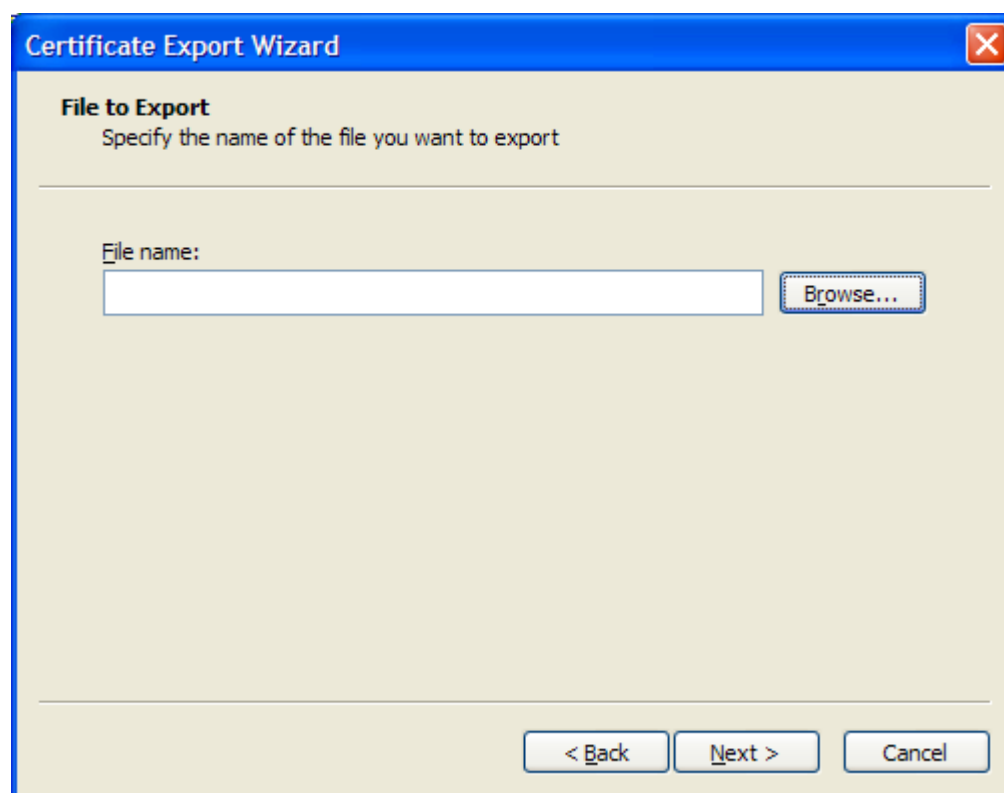 Certificate Export Wizard
File to Export
Specify the name of the file you want to export
File name:
Browse...
< Back
Next >
Cancel